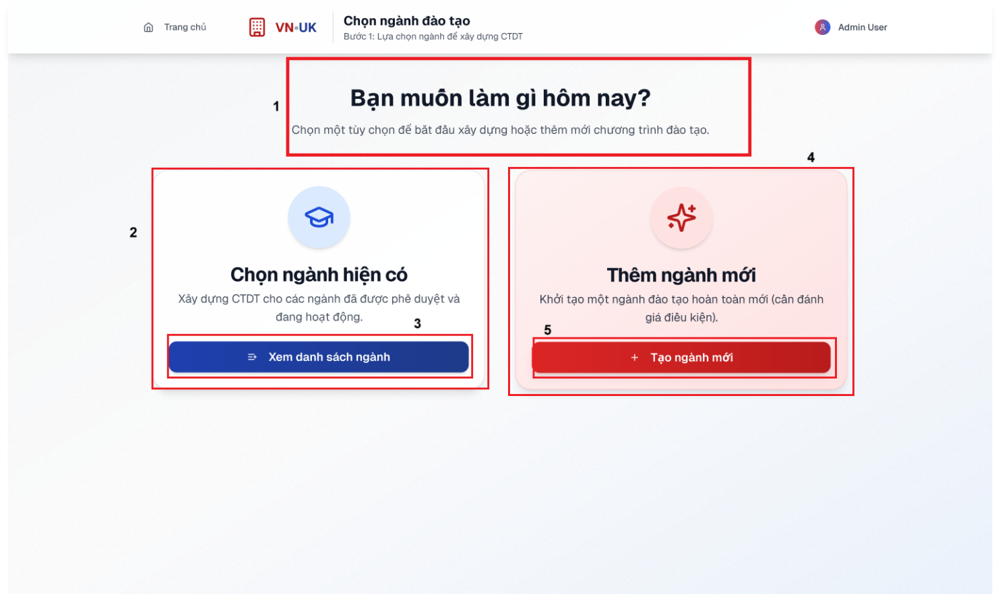 Trang chủ
VN•UK
Chọn ngành đào tạo
Bước 1: Lựa chọn ngành để xây dựng CTDT
Admin User
1
Bạn muốn làm gì hôm nay?
Chọn một tùy chọn để bắt đầu xây dựng hoặc thêm mới chương trình đào tạo.
2
Chọn ngành hiện có
Xây dựng CTDT cho các ngành đã được phê duyệt và
đang hoạt động.
3
Xem danh sách ngành
4
Thêm ngành mới
Khởi tạo một ngành đào tạo hoàn toàn mới (cần đánh
giá điều kiện).
5
Tạo ngành mới